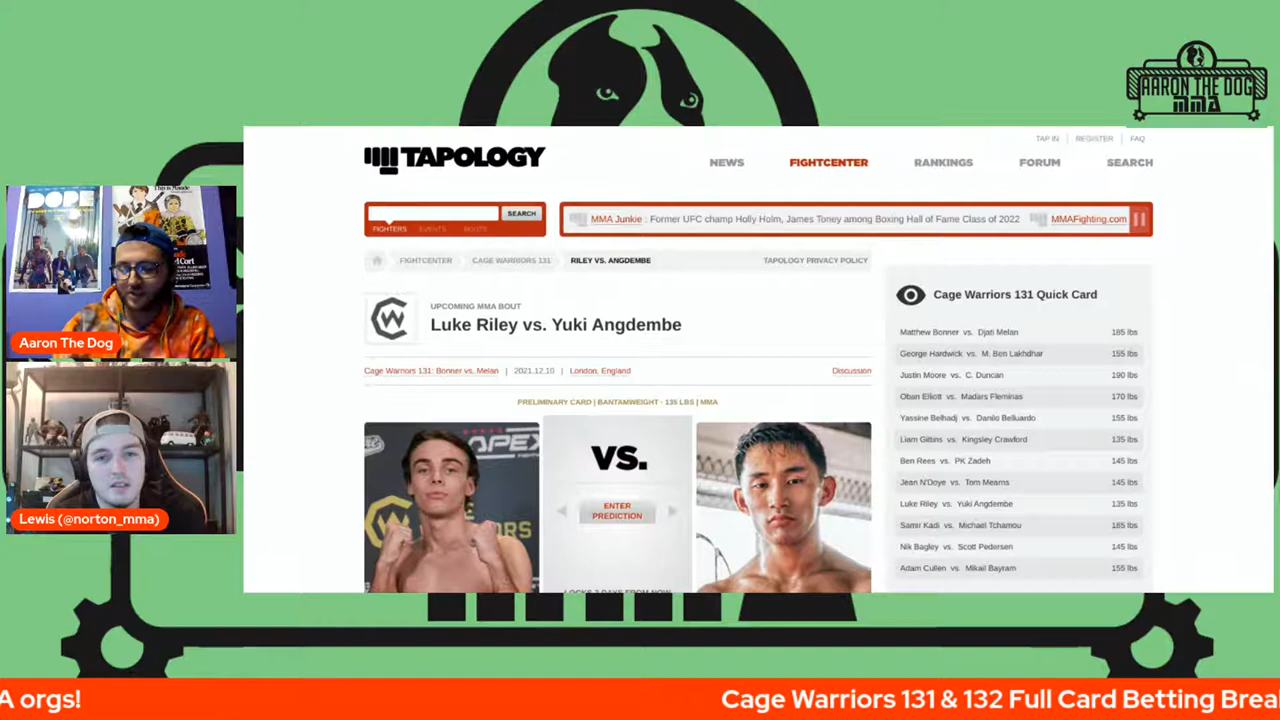 AARON THE DOG
MMA
TAP IN
REGISTER
FAQ
TAPOLOGY
NEWS
FIGHTCENTER
RANKINGS
FORUM
SEARCH
SEARCH
FIGHTERS
EVENTS
BOUTS
MMA Junkie : Former UFC champ Holly Holm, James Toney among Boxing Hall of Fame Class of 2022
MMAFighting.com
FIGHTCENTER
CAGE WARRIORS 131
RILEY VS. ANGDEMBE
TAPOLOGY PRIVACY POLICY
UPCOMING MMA BOUT
Luke Riley vs. Yuki Angdembe
Cage Warriors 131: Bonner vs. Melan | 2021.12.10 | London, England
Discussion
PRELIMINARY CARD | BANTAMWEIGHT · 135 LBS | MMA
APEX
VS.
ENTER
PREDICTION
Cage Warriors 131 Quick Card
Matthew Bonner vs. Djati Melan 185 lbs
George Hardwick vs. M. Ben Lakhdhar 155 lbs
Justin Moore vs. C. Duncan 190 lbs
Oban Elliott vs. Madars Fleminas 170 lbs
Yassine Belhadj vs. Danilo Belluardo 155 lbs
Liam Gittins vs. Kingsley Crawford 135 lbs
Ben Rees vs. PK Zadeh 145 lbs
Jean N'Doye vs. Tom Mearns 145 lbs
Luke Riley vs. Yuki Angdembe 135 lbs
Samir Kadi vs. Michael Tchamou 185 lbs
Nik Bagley vs. Scott Pedersen 145 lbs
Adam Cullen vs. Mikail Bayram 155 lbs
DOPE
Aaron The Dog
Lewis (@norton_mma)
A orgs!
Cage Warriors 131 & 132 Full Card Betting Brea